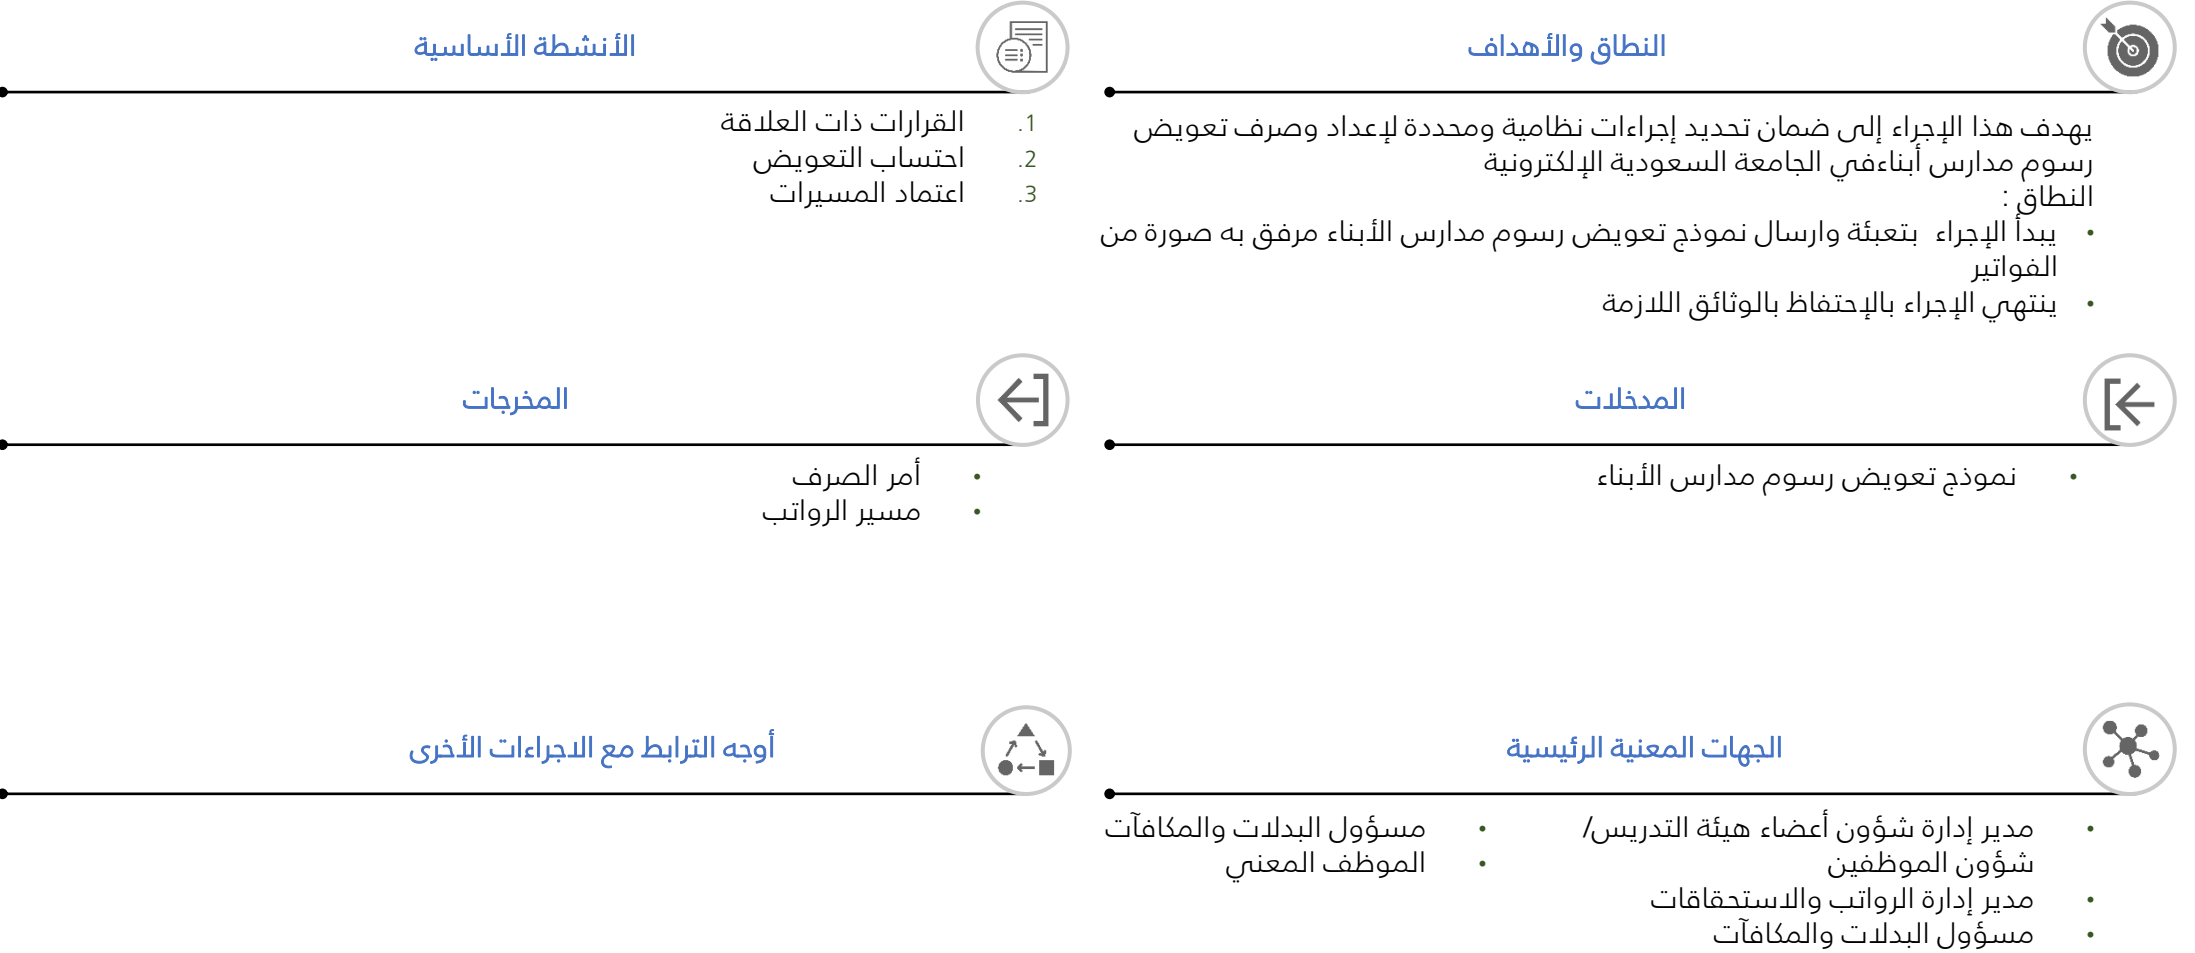 النطاق والأهداف
يهدف هذا الإجراء إلى ضمان تحديد إجراءات نظامية ومحددة لإعداد وصرف تعويض
رسوم مدارس أبناءفي الجامعة السعودية الإلكترونية
النطاق :
• يبدأ الإجراء بتعبئة وارسال نموذج تعويض رسوم مدارس الأبناء مرفق به صورة من
الفواتير
• ينتهي الإجراء بالإحتفاظ بالوثائق اللازمة
الأنشطة الأساسية
1. القرارات ذات العلاقة
2. احتساب التعويض
3. اعتماد المسيرات
المدخلات
• نموذج تعويض رسوم مدارس الأبناء
المخرجات
• أمر الصرف
• مسير الرواتب
الجهات المعنية الرئيسية
• مدير إدارة شؤون أعضاء هيئة التدريس/
شؤون الموظفين
• مدير إدارة الرواتب والاستحقاقات
• مسؤول البدلات والمكافآت
• مسؤول البدلات والمكافآت
• الموظف المعني
أوجه الترابط مع الاجراءات الأخرى